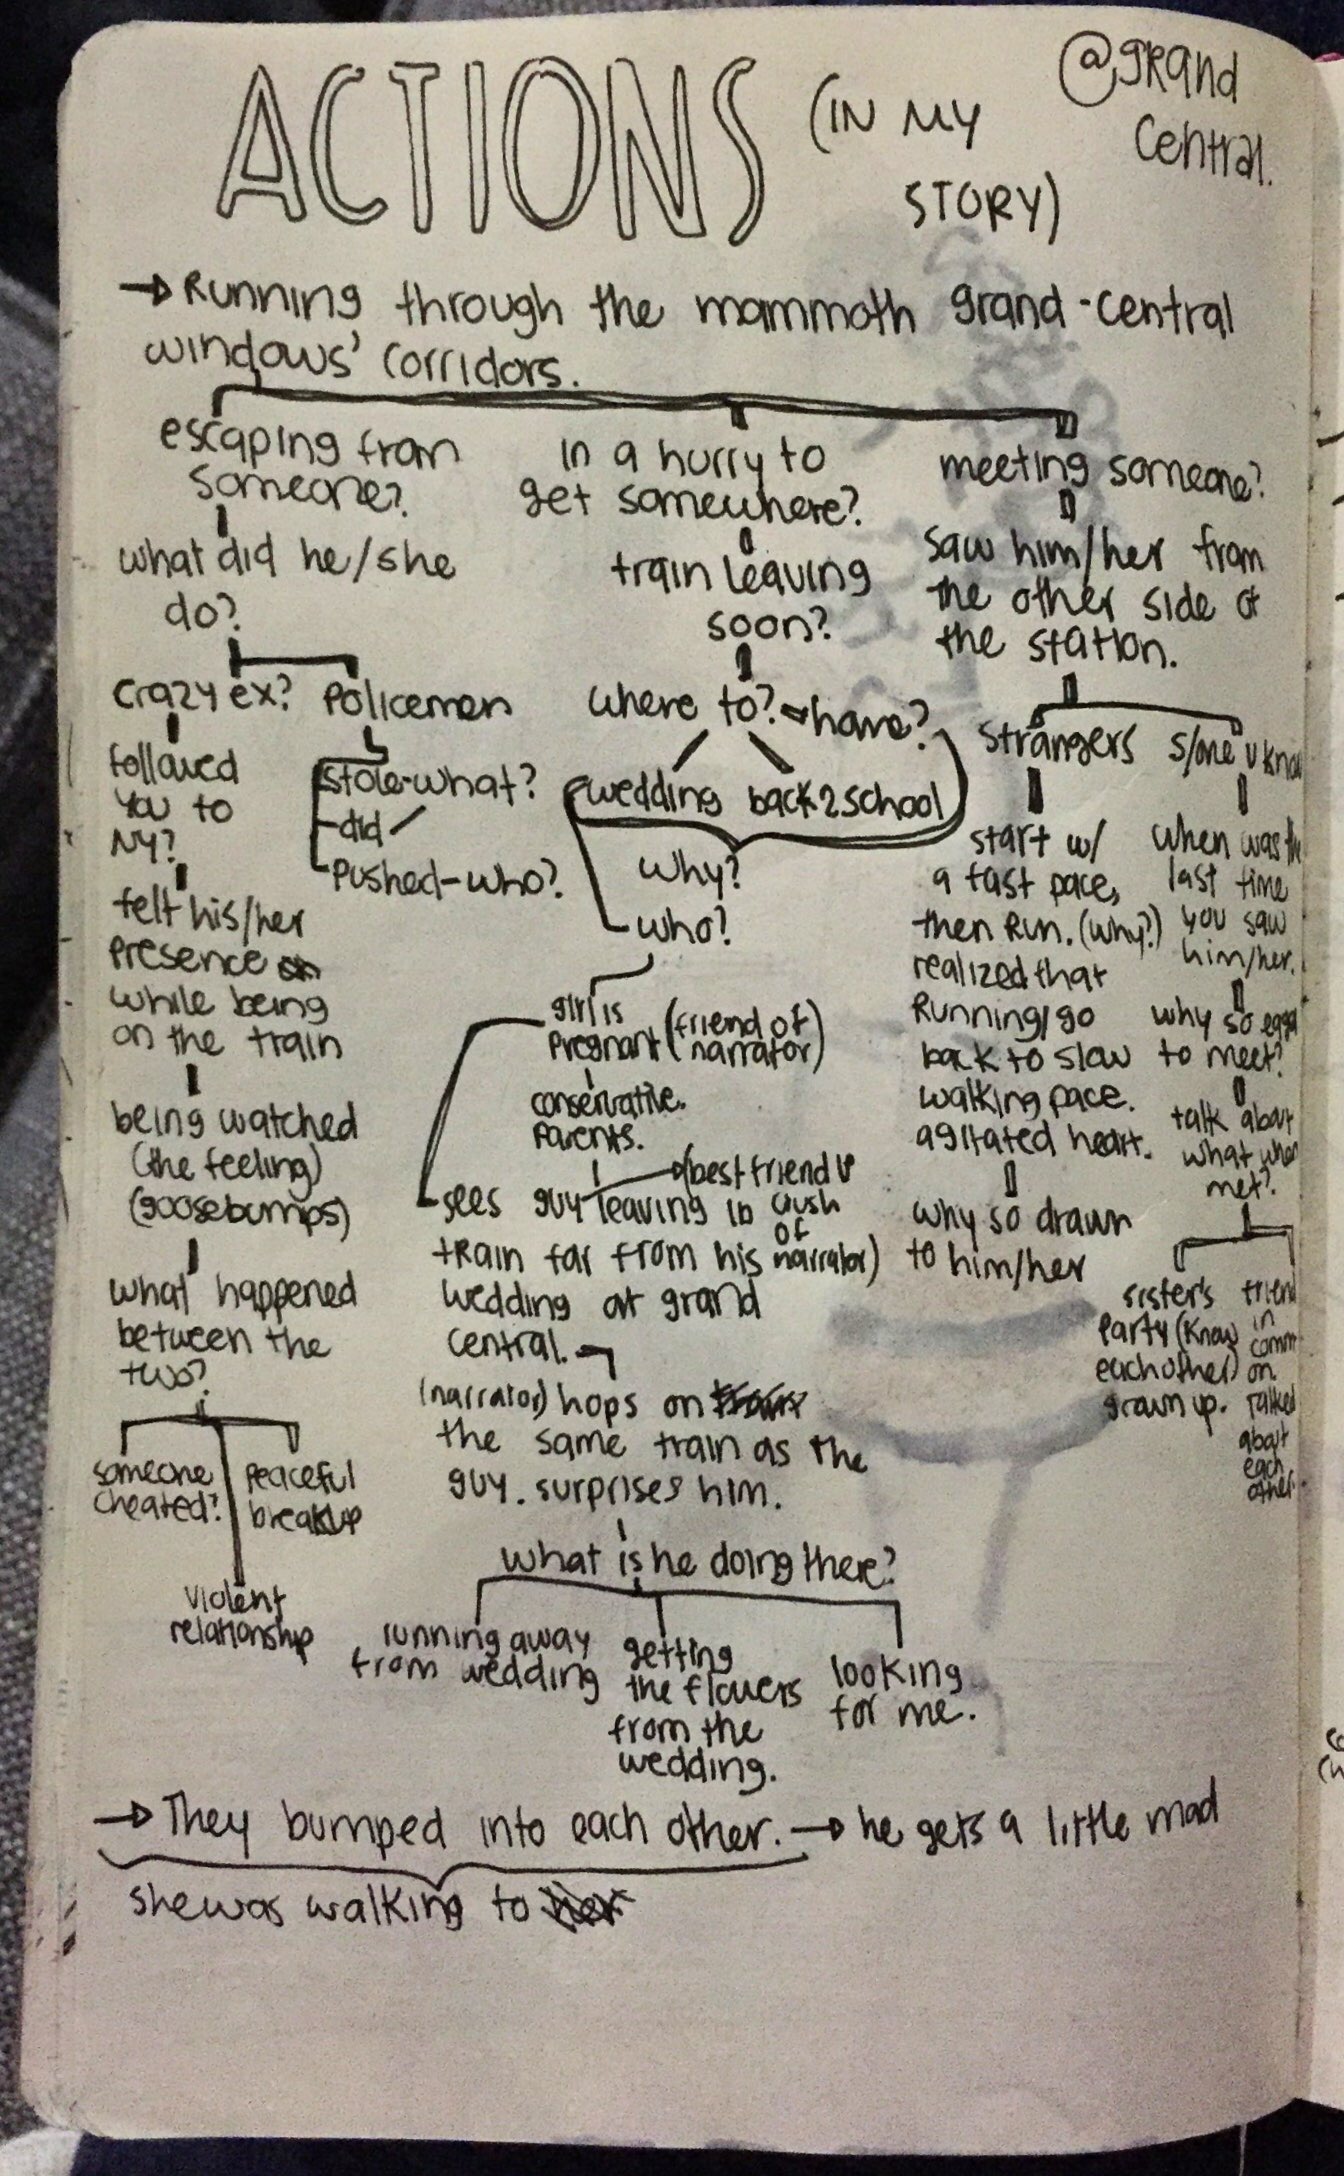 ACTIONS (IN MY
STORY)
@grand
central.
→ Running through the mammoth grand-central
windows' corridors.
escaping from
someone?
what did he/she
do?
crazy ex?
followed
you to
NY?
felt his/her
presence
while being
on the train
being watched
(the feeling)
(goosebumps)
what happened
between the
two?
someone
cheated?
violent
relationship
peaceful
breakup
policemen
stole-what?
did
pushed-who?
in a hurry to
get somewhere?
train leaving
soon?
where to?
home?
wedding
back2school
why?
who?
girl is
pregnant (friend of
narrator)
conservative
parents.
sees guy leaving in
(best friend
crush
of
narrator)
train far from his
wedding at grand
central.
(narrator) hops on
the same train as the
guy. surprises him.
what is he doing there?
running away
from wedding
getting
the flowers
from the
wedding.
looking
for me.
meeting someone?
saw him/her from
the other side of
the station.
strangers
start w/
a fast pace,
then run. (why?)
realized that
Running/go
back to slow
walking pace.
agitated heart.
why so drawn
to him/her
s/one u
when was
last time
you saw
him/her.
why so
to meet?
talk about
what when
met?
sister's
party (know
each other)
grown up.
friend
in
on
talked
about
each
other.
→ They bumped into each other. → he gets a little mad
she was walking to